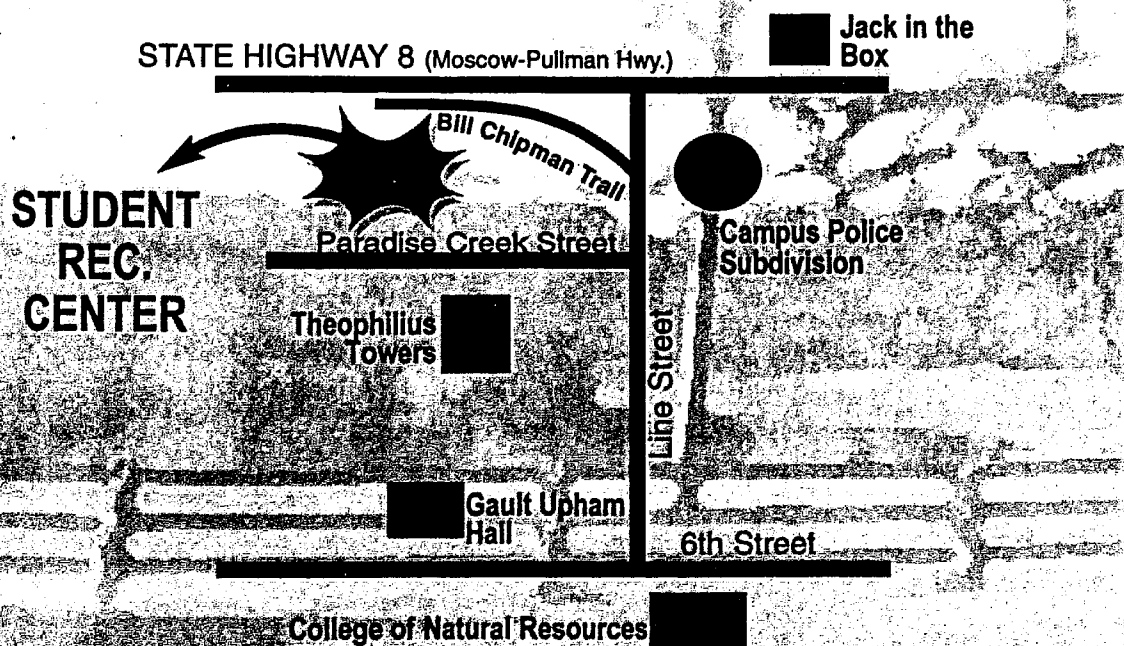 Jack in the
Box
STATE HIGHWAY 8 (Moscow-Pullman Hwy.)
Bill Chipman Trail
STUDENT
REC.
CENTER
Paradise Creek Street
Campus Police
Subdivision
Theophilius
Towers
Line Street
Gault Upham
Hall
6th Street
College of Natural Resources